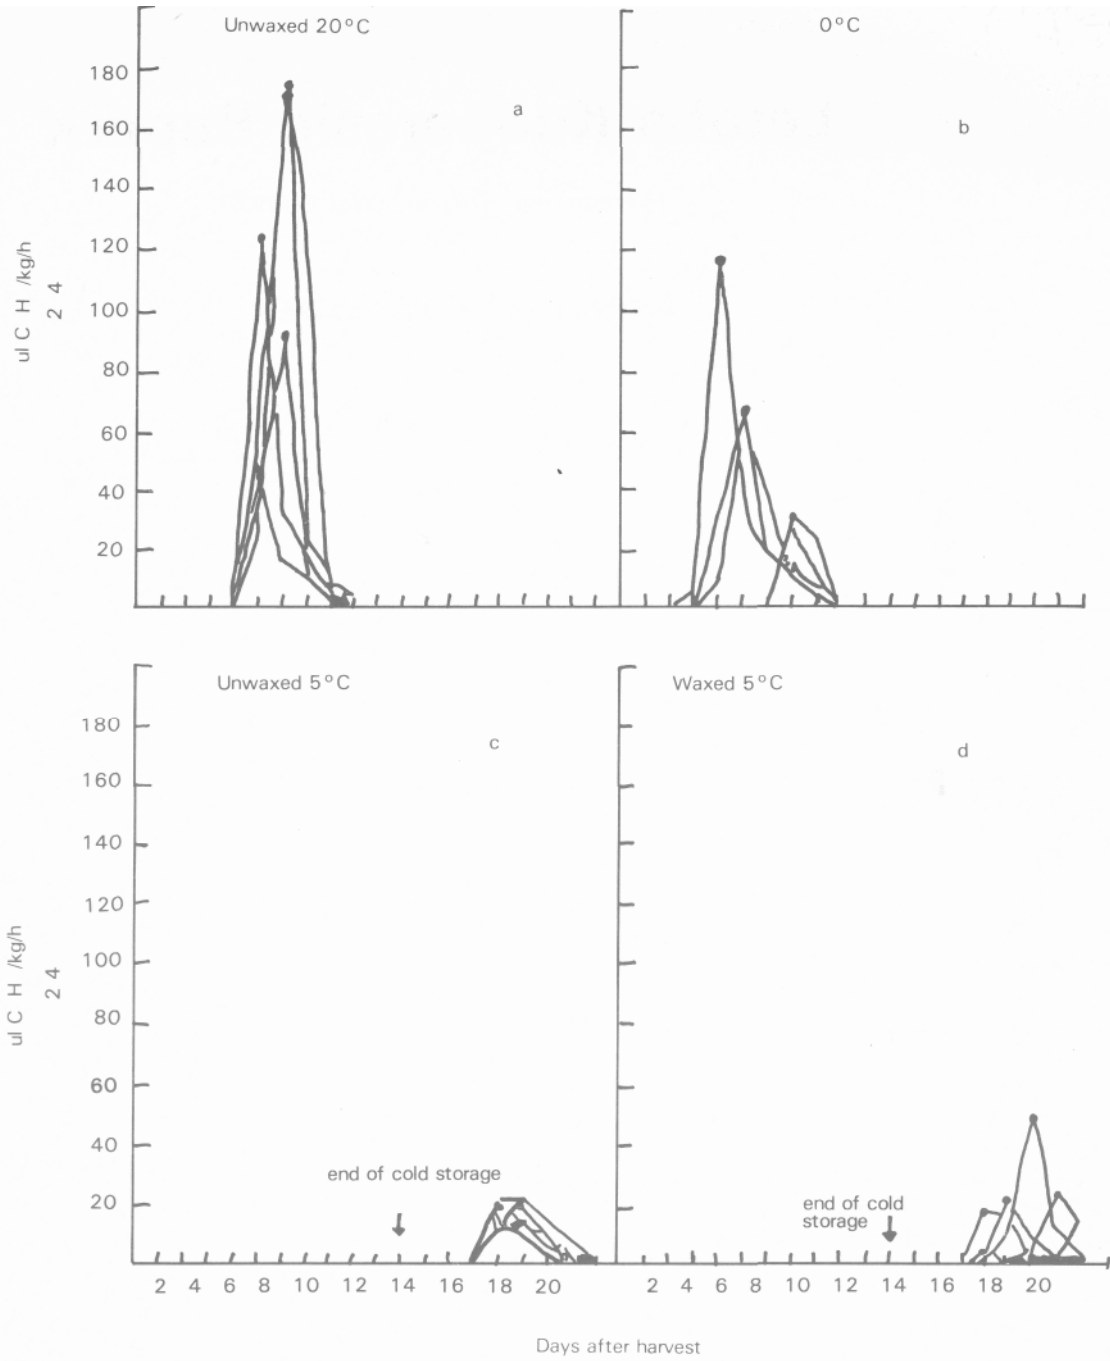 Unwaxed 20°C
0°C
a
b
180
160
140
120
100
80
60
40
20
ul C H /kg/h
2 4
Unwaxed 5°C
Waxed 5°C
c
d
180
160
140
120
100
80
60
40
20
ul C H /kg/h
2 4
end of cold storage
end of cold
storage
2 4 6 8 10 12 14 16 18 20
2 4 6 8 10 12 14 16 18 20
Days after harvest